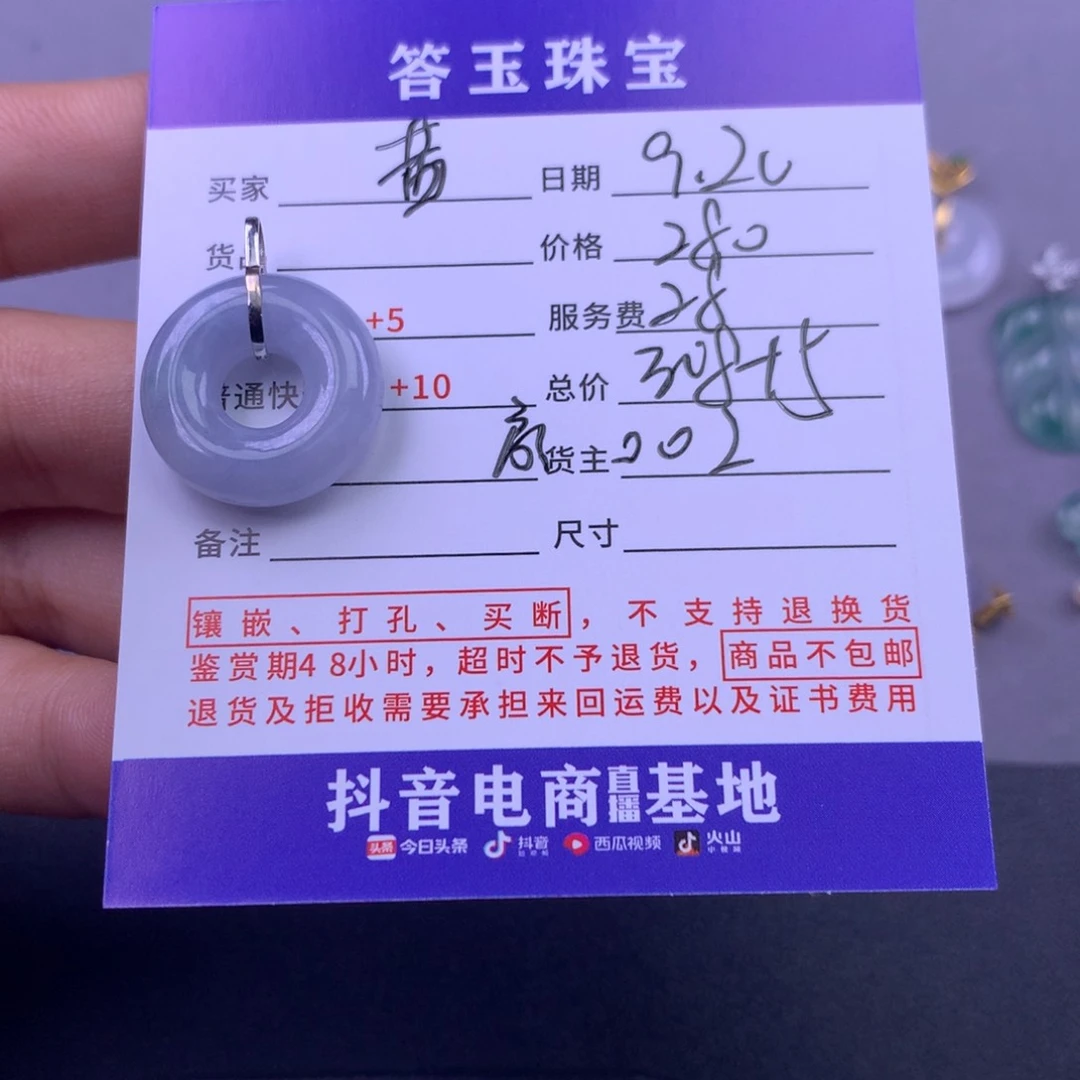 答玉珠宝
买家 茜 日期 9.20
货 价格 280
+5 服务费 28
普通快 +10 总价 308+5
货主 202
备注 尺寸
镶嵌、打孔、买断，不支持退换货
鉴赏期48小时，超时不予退货，商品不包邮
退货及拒收需要承担来回运费以及证书费用
抖音电商直播基地
头条 今日头条 抖音 西瓜视频 火山